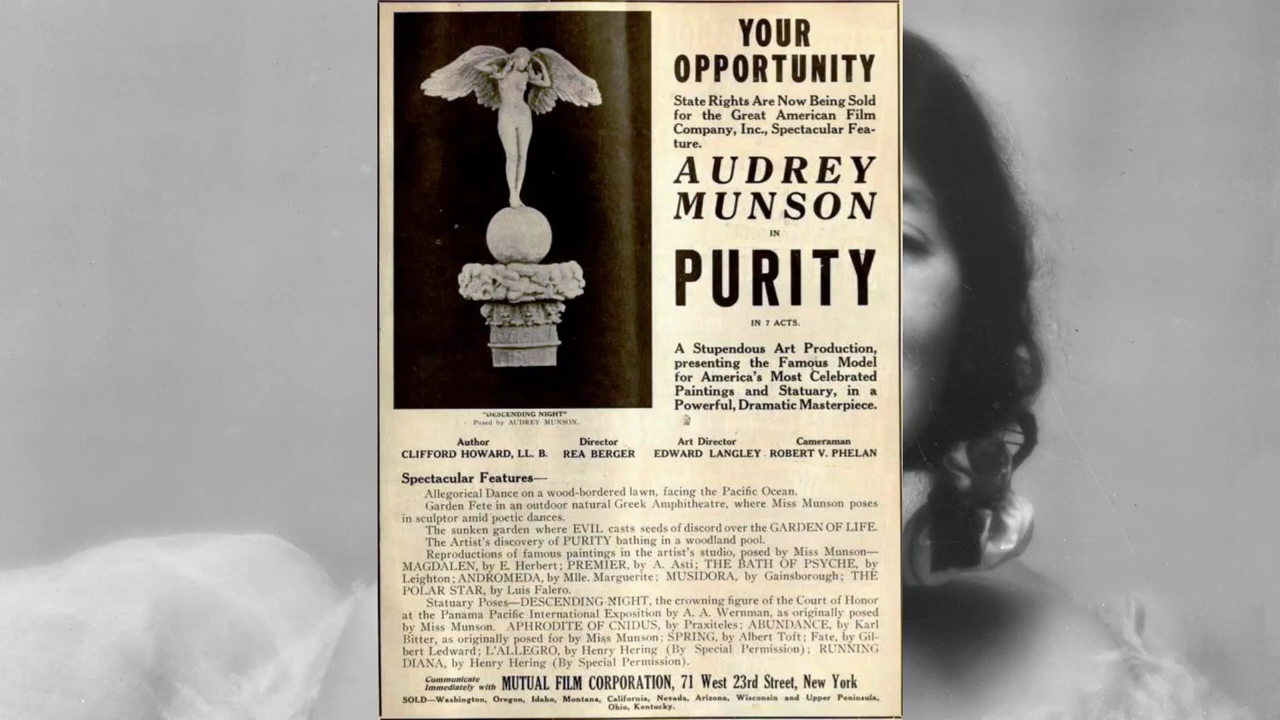 YOUR
OPPORTUNITY
State Rights Are Now Being Sold
for the Great American Film
Company, Inc., Spectacular Fea-
ture.
AUDREY
MUNSON
IN
PURITY
IN 7 ACTS.
A Stupendous Art Production,
presenting the Famous Model
for America's Most Celebrated
Paintings and Statuary, in a
Powerful, Dramatic Masterpiece.
"DESCENDING NIGHT"
Posed by AUDREY MUNSON.
Author Director Art Director Cameraman
CLIFFORD HOWARD, LL. B. REA BERGER EDWARD LANGLEY ROBERT V. PHELAN
Spectacular Features—
Allegorical Dance on a wood-bordered lawn, facing the Pacific Ocean.
Garden Fete in an outdoor natural Greek Amphitheatre, where Miss Munson poses
in sculptor amid poetic dances.
The sunken garden where EVIL casts seeds of discord over the GARDEN OF LIFE.
The Artist's discovery of PURITY bathing in a woodland pool.
Reproductions of famous paintings in the artist's studio, posed by Miss Munson—
MAGDALEN, by E. Herbert; PREMIER, by A. Asti; THE BATH OF PSYCHE, by
Leighton; ANDROMEDA, by Mlle. Marguerite; MUSIDORA, by Gainsborough; THE
POLAR STAR, by Luis Falero.
Statuary Poses—DESCENDING NIGHT, the crowning figure of the Court of Honor
at the Panama Pacific International Exposition by A. A. Wernman, as originally posed
by Miss Munson. APHRODITE OF CNIDUS, by Praxiteles; ABUNDANCE, by Karl
Bitter, as originally posed for by Miss Munson; SPRING, by Albert Toft; Fate, by Gil-
bert Ledward; L'ALLEGRO, by Henry Hering (By Special Permission); RUNNING
DIANA, by Henry Hering (By Special Permission).
Communicate
Immediately with MUTUAL FILM CORPORATION, 71 West 23rd Street, New York
SOLD—Washington, Oregon, Idaho, Montana, California, Nevada, Arizona, Wisconsin and Upper Peninsula,
Ohio, Kentucky.